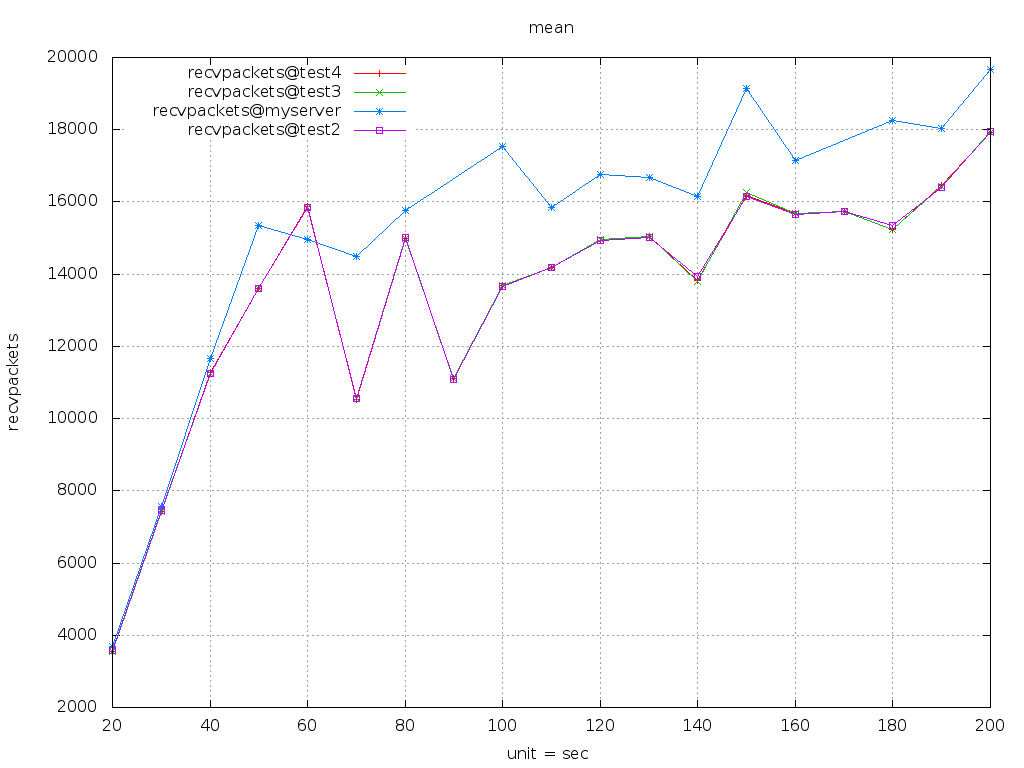 mean
20000
18000
16000
14000
12000
10000
8000
6000
4000
2000
recvpackets@test4
recvpackets@test3
recvpackets@myserver
recvpackets@test2
recvpackets
20 40 60 80 100 120 140 160 180 200
unit = sec